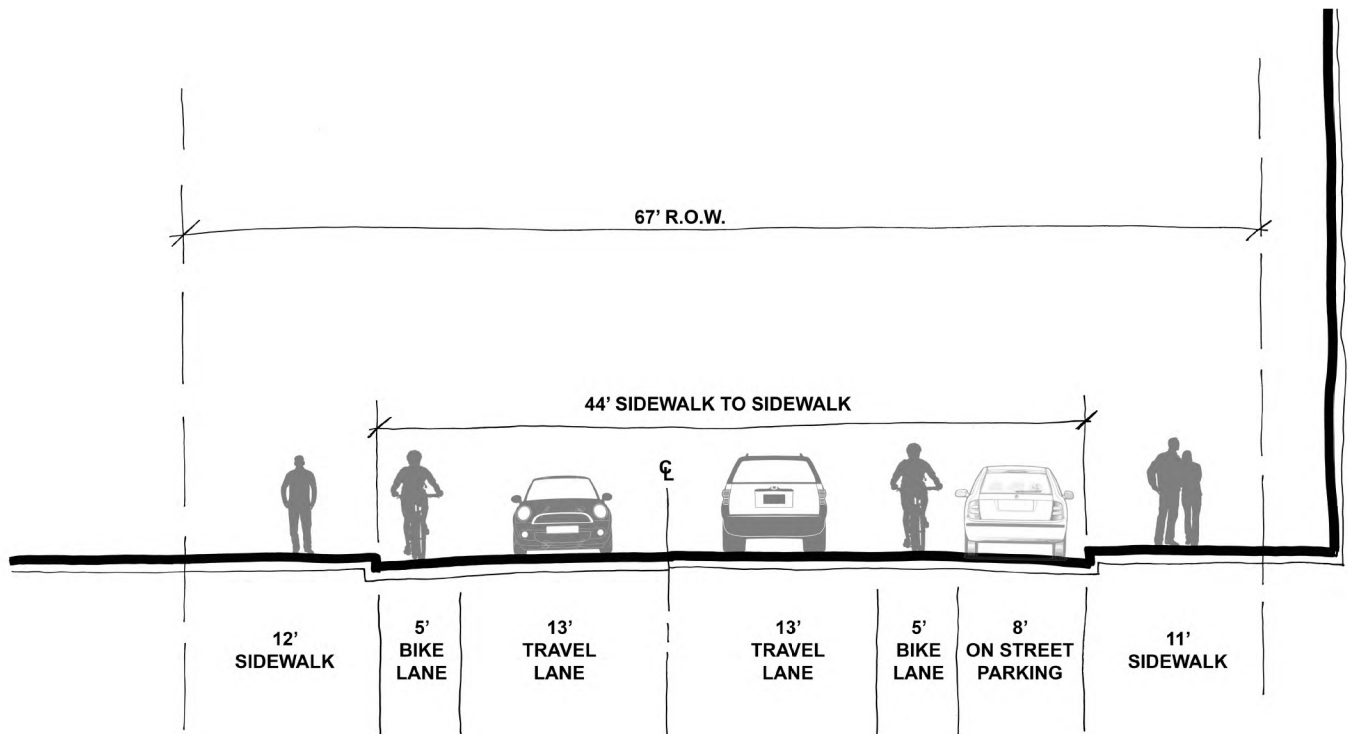 67’ R.O.W.
44’ SIDEWALK TO SIDEWALK
℄
12’
SIDEWALK
5’
BIKE
LANE
13’
TRAVEL
LANE
13’
TRAVEL
LANE
5’
BIKE
LANE
8’
ON STREET
PARKING
11’
SIDEWALK